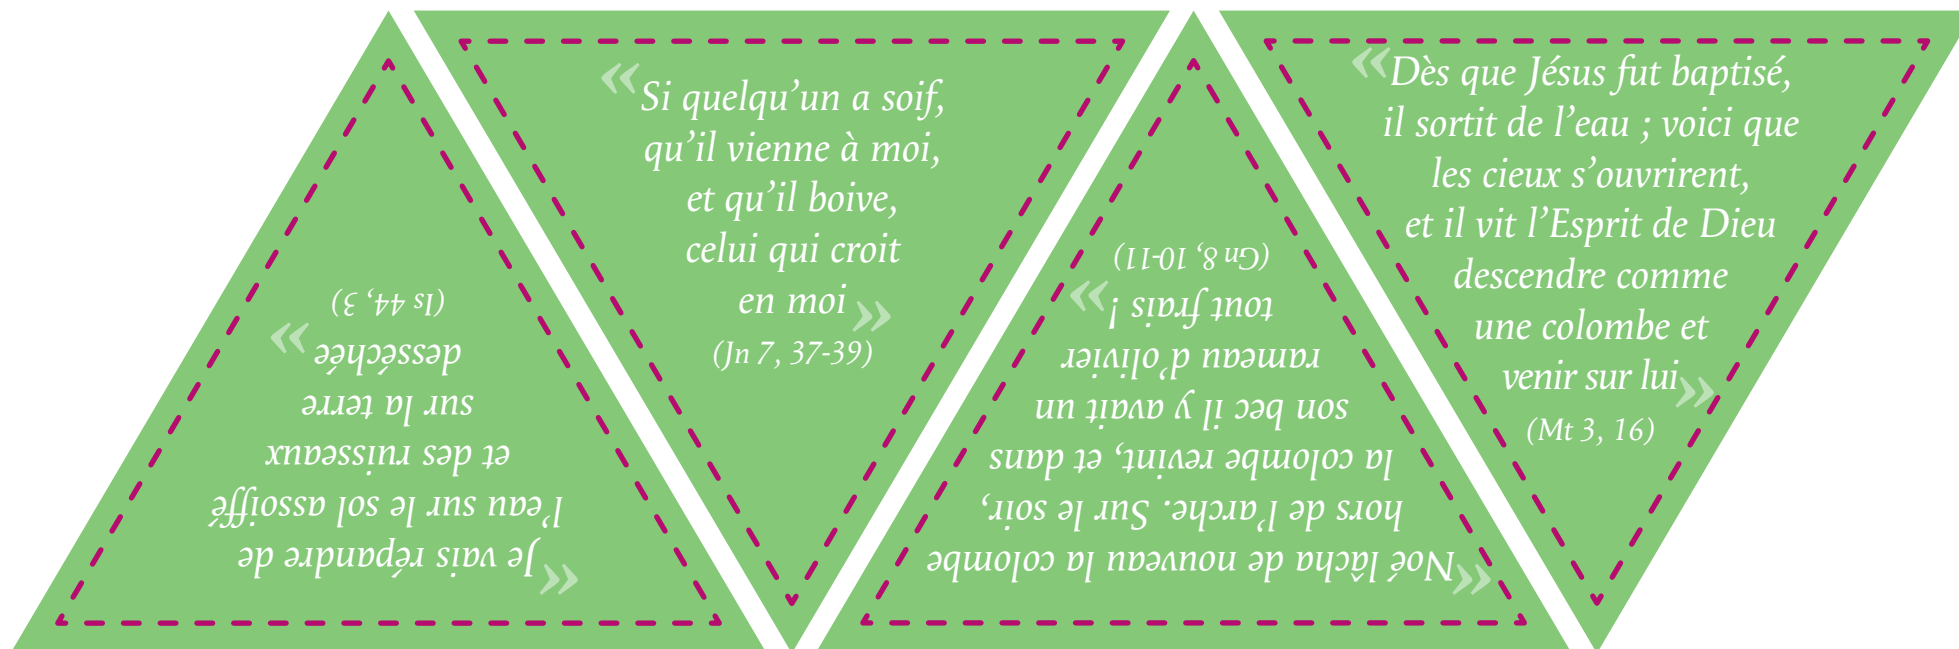 « Je vais répandre de
l’eau sur le sol assoiffé
et des ruisseaux
sur la terre
desséchée »
(Is 44, 3)
« Si quelqu’un a soif,
qu’il vienne à moi,
et qu’il boive,
celui qui croit
en moi »
(Jn 7, 37-39)
« Noé lâcha de nouveau la colombe
hors de l’arche. Sur le soir,
la colombe revint, et dans
son bec il y avait un
rameau d’olivier
tout frais ! »
(Gn 8, 10-11)
« Dès que Jésus fut baptisé,
il sortit de l’eau ; voici que
les cieux s’ouvrirent,
et il vit l’Esprit de Dieu
descendre comme
une colombe et
venir sur lui »
(Mt 3, 16)